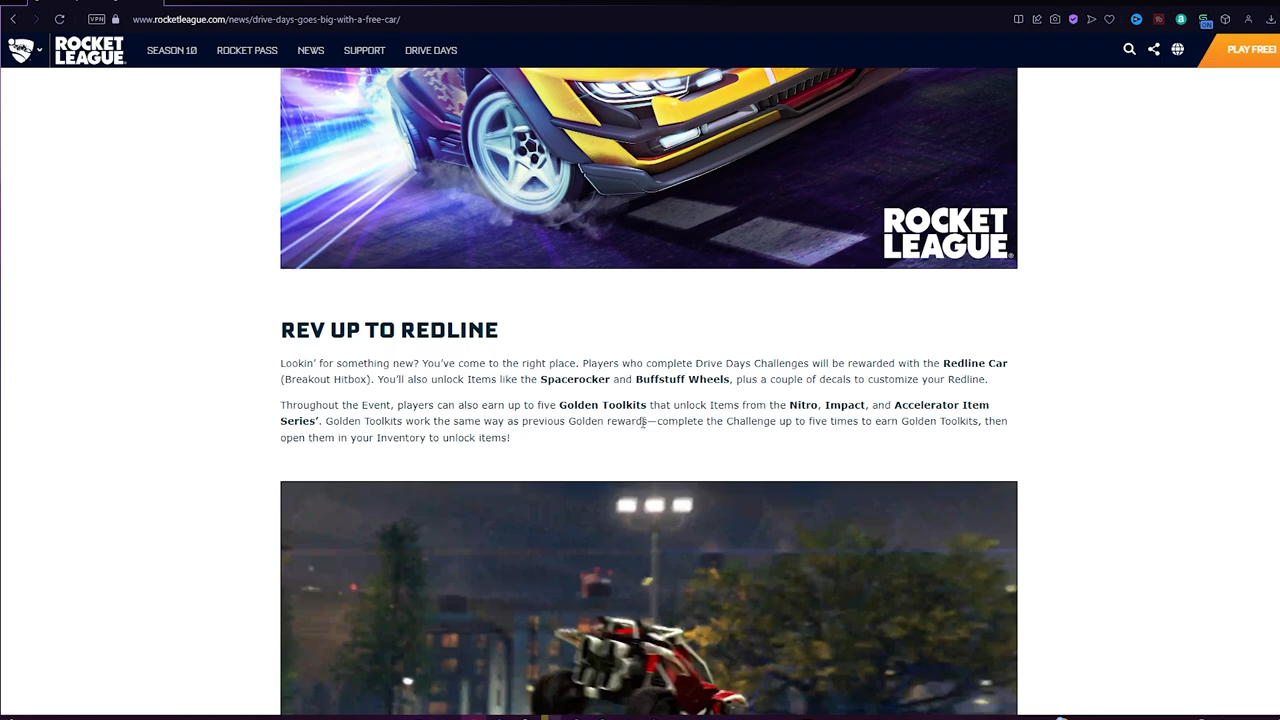 VPN www.rocketleague.com/news/drive-days-goes-big-with-a-free-car/
ON
ROCKET LEAGUE
SEASON 10 ROCKET PASS NEWS SUPPORT DRIVE DAYS
PLAY FREE!
ROCKET
LEAGUE
REV UP TO REDLINE
Lookin' for something new? You've come to the right place. Players who complete Drive Days Challenges will be rewarded with the Redline Car
(Breakout Hitbox). You'll also unlock Items like the Spacerocker and Buffstuff Wheels, plus a couple of decals to customize your Redline.
Throughout the Event, players can also earn up to five Golden Toolkits that unlock Items from the Nitro, Impact, and Accelerator Item
Series'. Golden Toolkits work the same way as previous Golden rewards—complete the Challenge up to five times to earn Golden Toolkits, then
open them in your Inventory to unlock items!